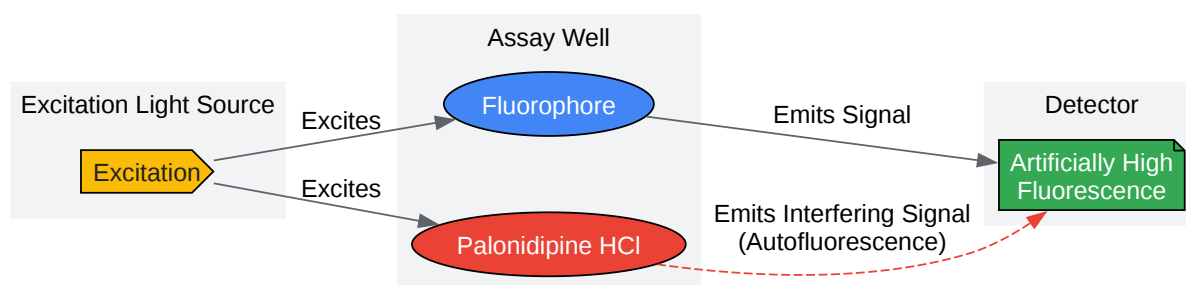 Excitation Light Source
Excitation
Excites
Excites
Assay Well
Fluorophore
Palonidipine HCl
Emits Signal
Emits Interfering Signal
(Autofluorescence)
Detector
Artificially High
Fluorescence